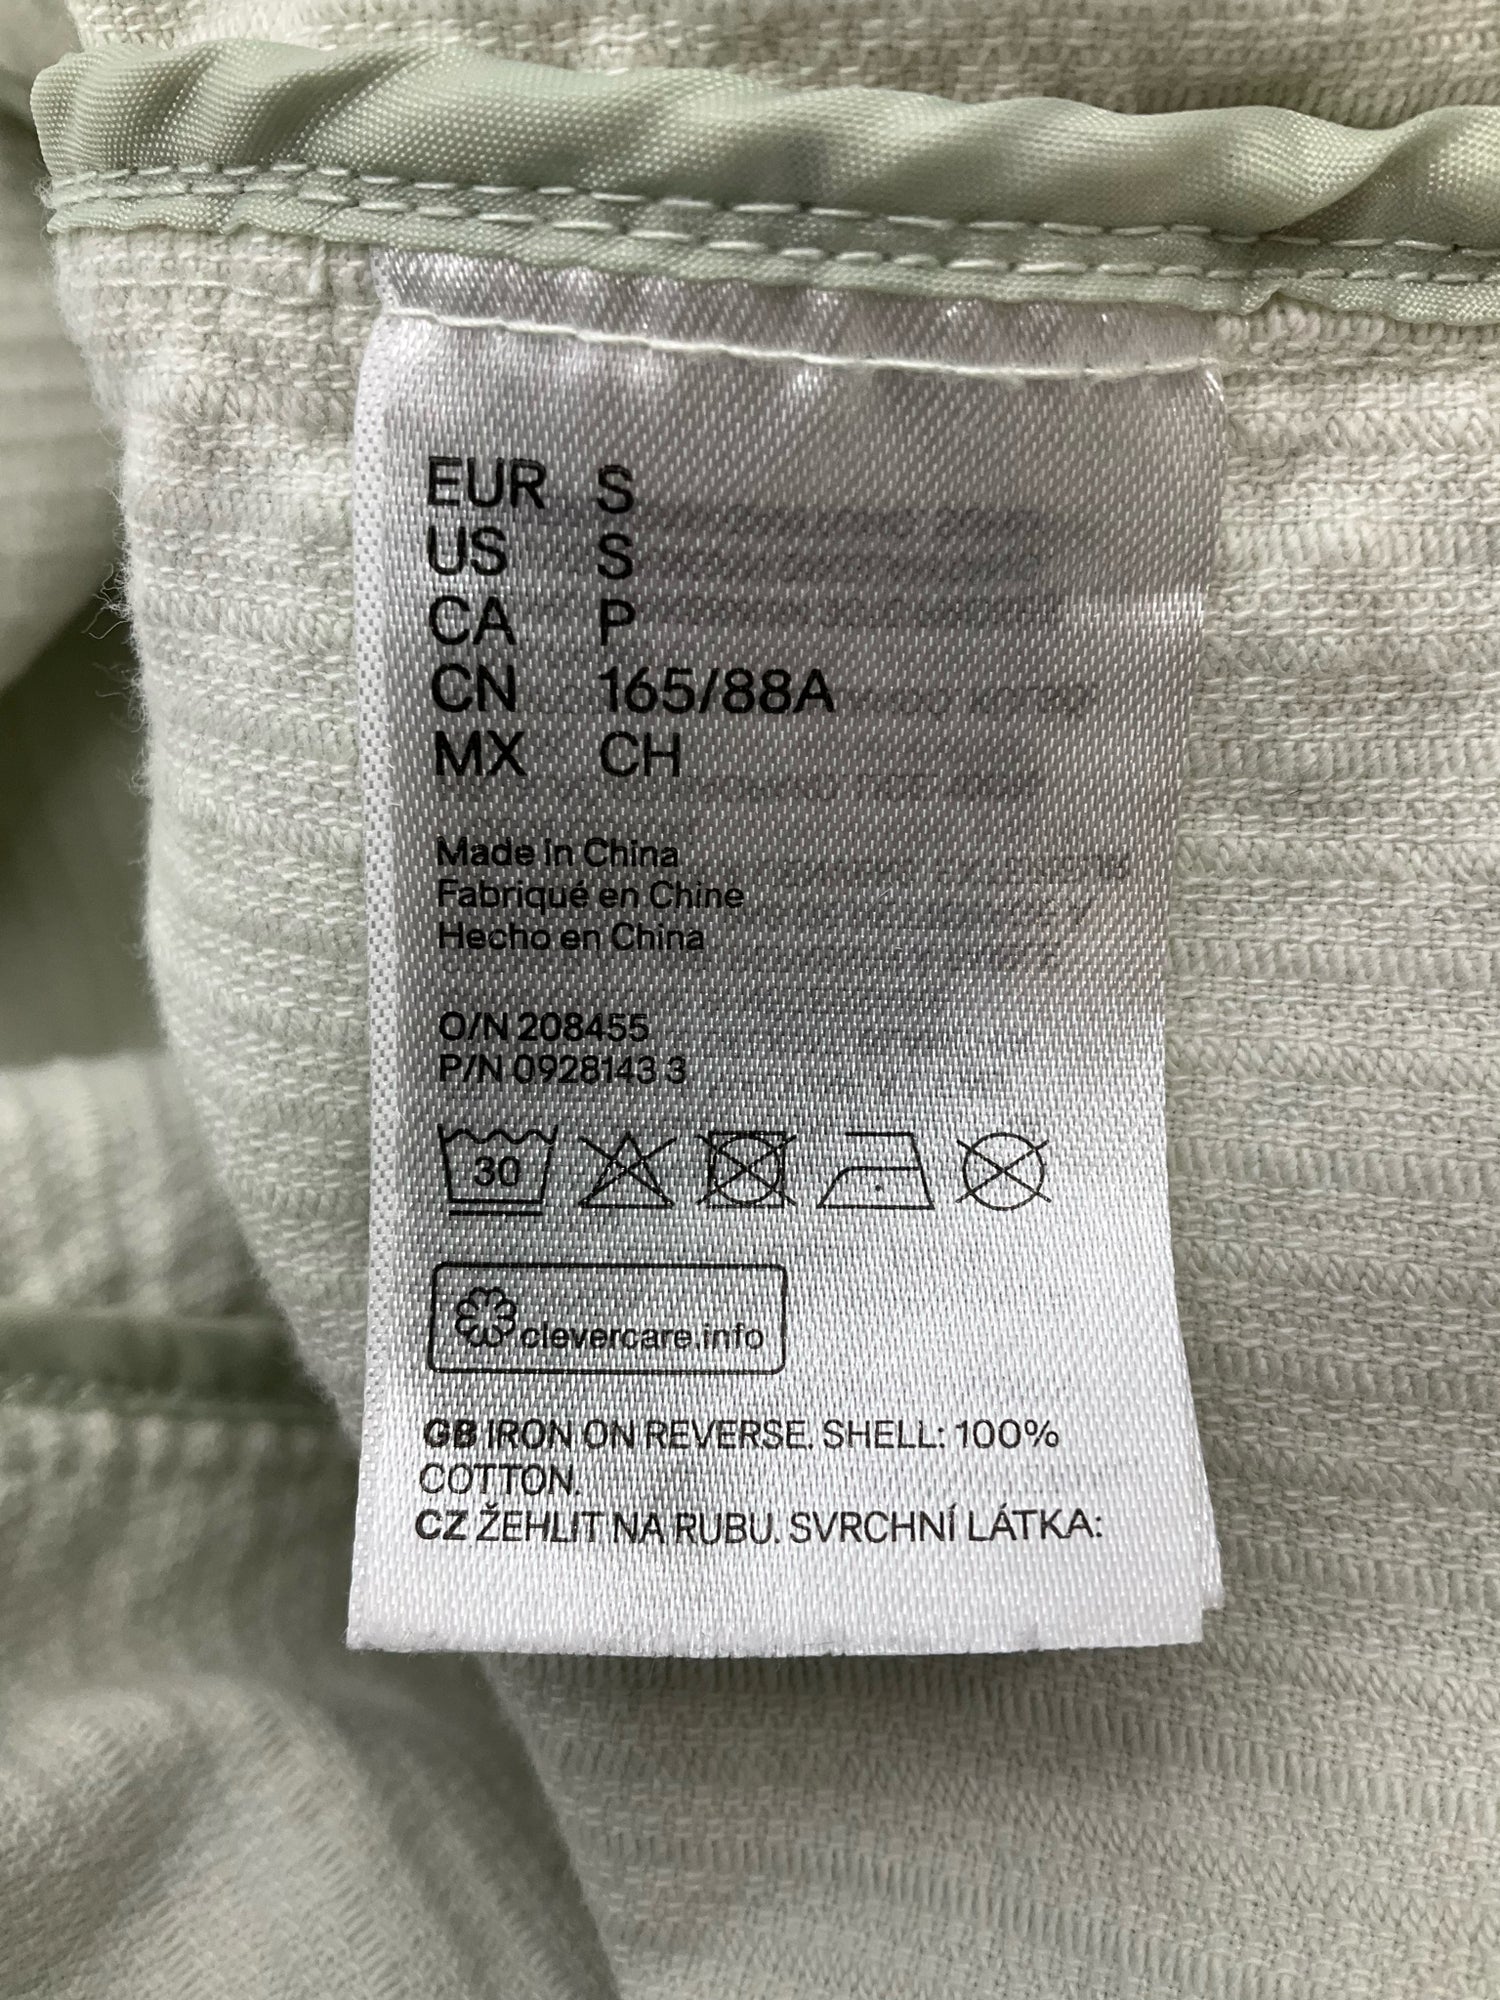 EUR S
US S
CA P
CN 165/88A
MX CH
Made in China
Fabriqué en Chine
Hecho en China
O/N 208455
P/N 0928143 3
30
clevercare.info
GB IRON ON REVERSE. SHELL: 100%
COTTON.
CZ ŽEHLIT NA RUBU. SVRCHNÍ LÁTKA: